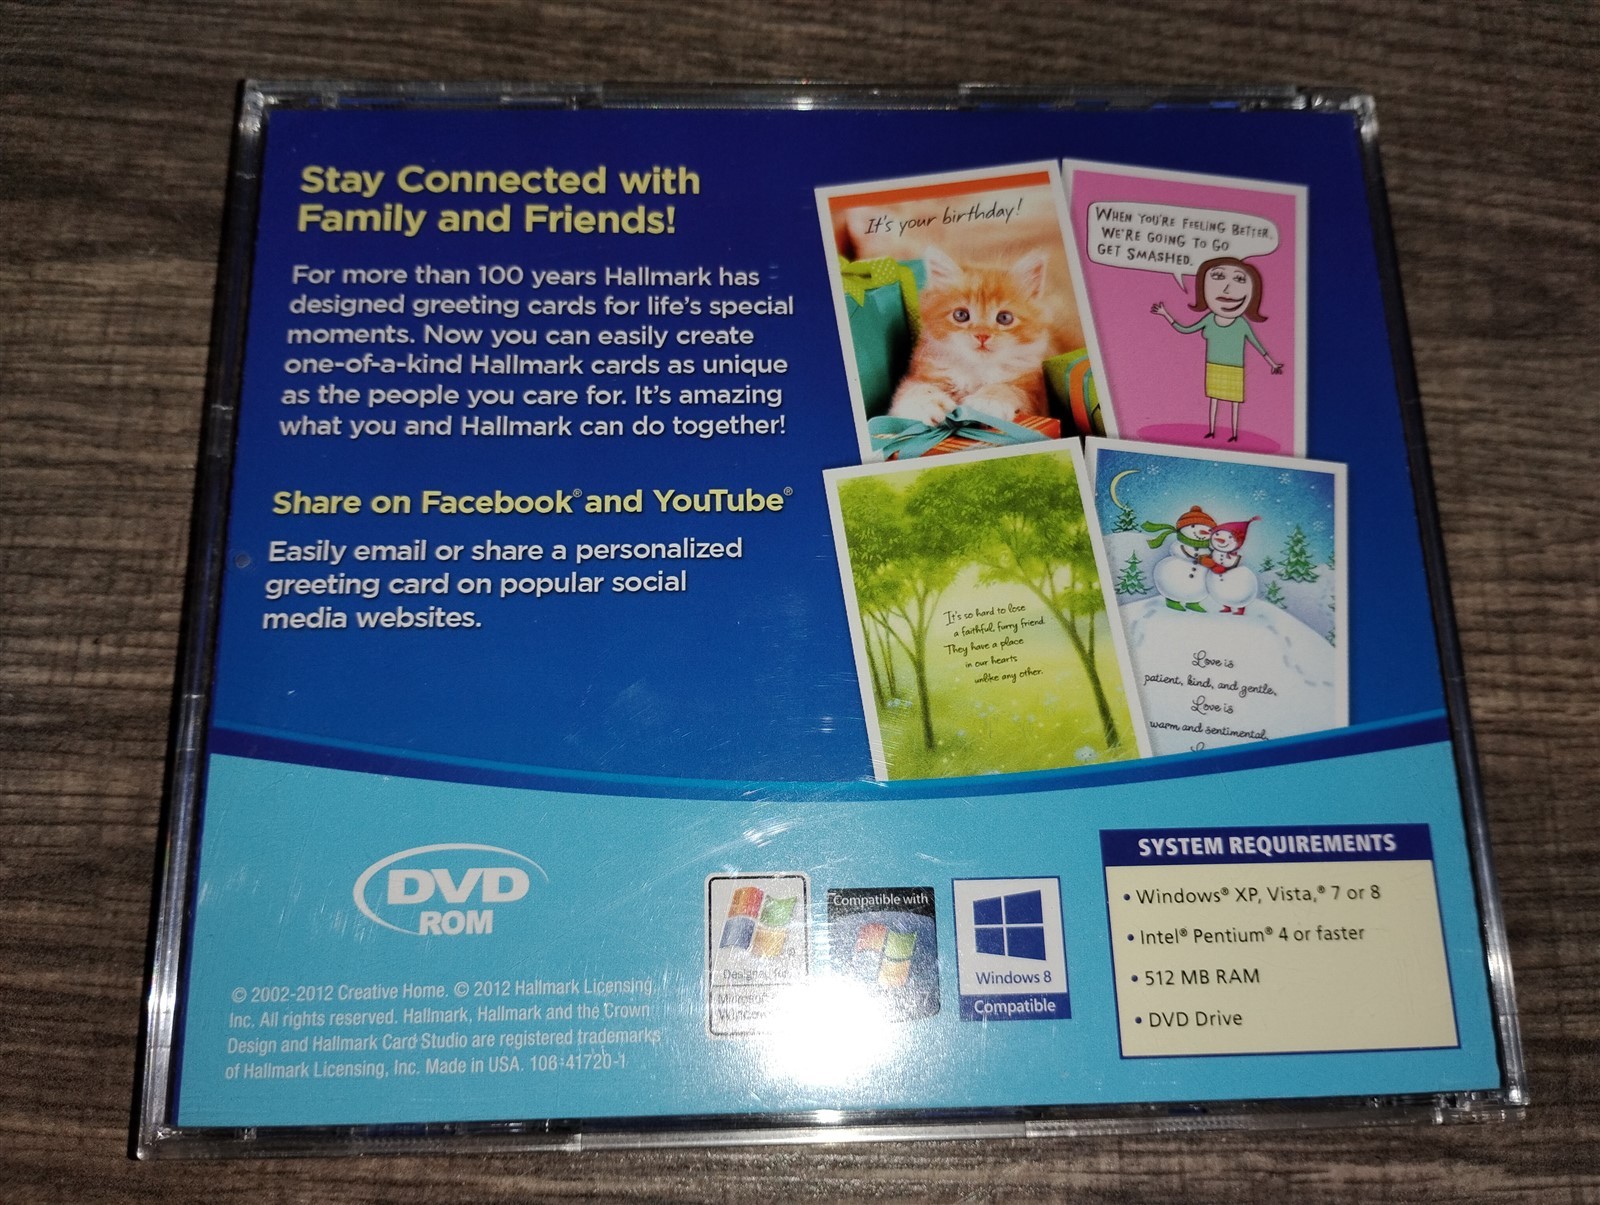 Stay Connected with
Family and Friends!
For more than 100 years Hallmark has
designed greeting cards for life's special
moments. Now you can easily create
one-of-a-kind Hallmark cards as unique
as the people you care for. It's amazing
what you and Hallmark can do together!
Share on Facebook® and YouTube®
Easily email or share a personalized
greeting card on popular social
media websites.
It's your birthday!
WHEN YOU'RE FEELING BETTER,
WE'RE GOING TO GO
GET SMASHED.
It's so hard to lose
a faithful, furry friend.
They have a place
in our hearts
unlike any other.
Love is
patient, kind, and gentle,
Love is
warm and sentimental,
DVD
ROM
© 2002-2012 Creative Home. © 2012 Hallmark Licensing,
Inc. All rights reserved. Hallmark, Hallmark and the Crown
Design and Hallmark Card Studio are registered trademarks
of Hallmark Licensing, Inc. Made in USA. 106-41720-1
Designed for
Microsoft
Windows
Compatible with
7
Windows 8
Compatible
SYSTEM REQUIREMENTS
• Windows® XP, Vista,® 7 or 8
• Intel® Pentium® 4 or faster
• 512 MB RAM
• DVD Drive